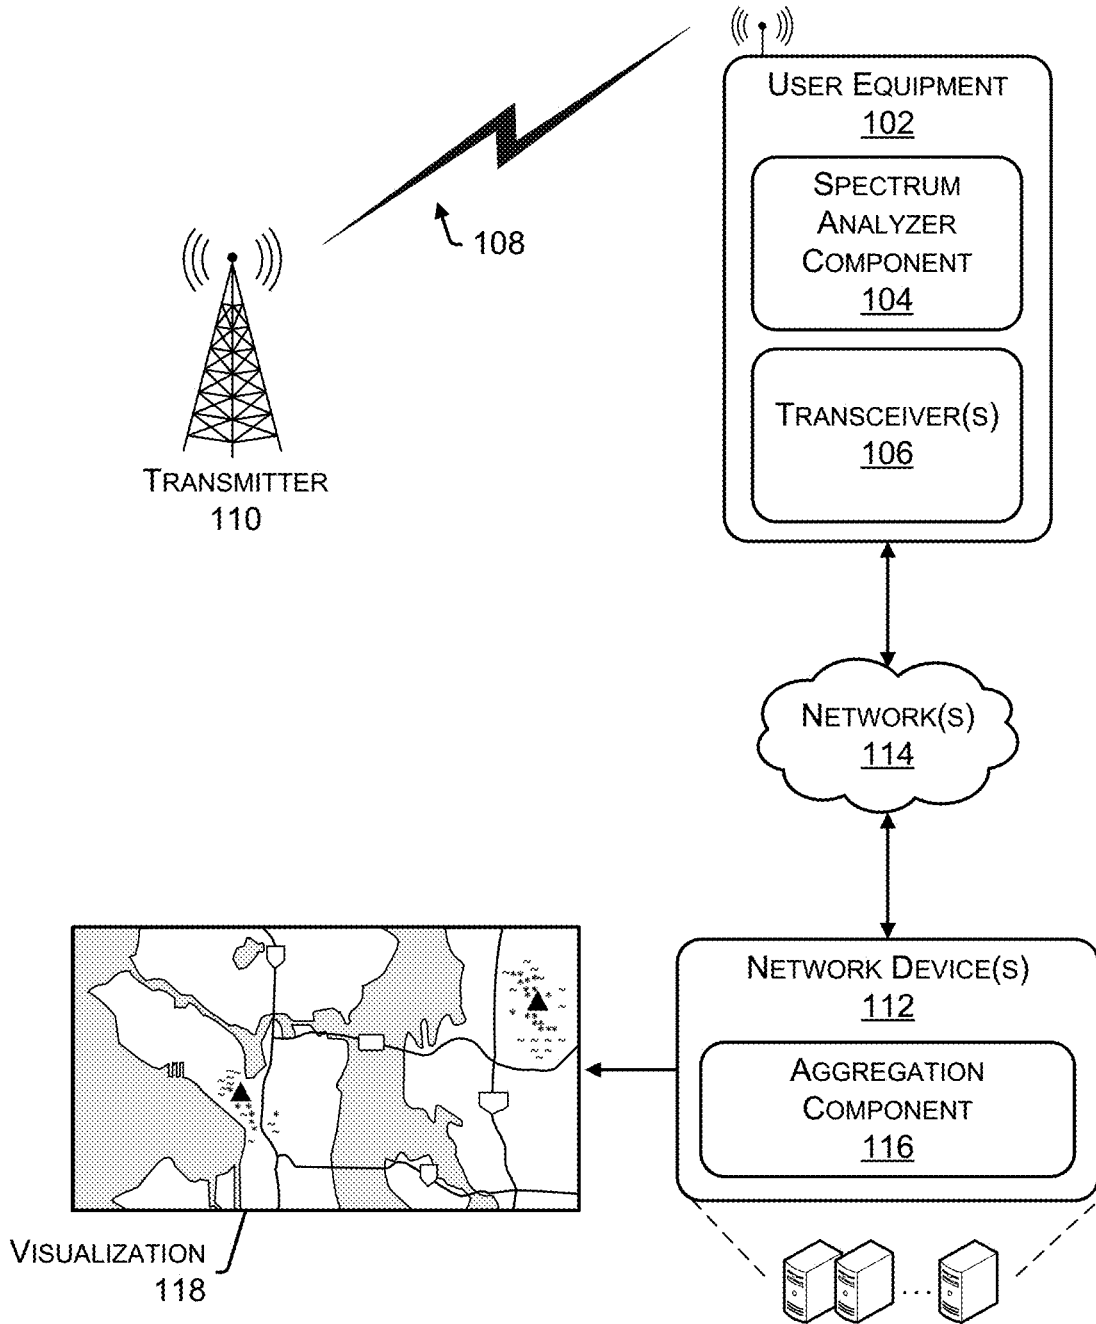 USER EQUIPMENT
102
SPECTRUM
ANALYZER
COMPONENT
104
108
TRANSCEIVER(S)
106
TRANSMITTER
110
NETWORK(S)
114
NETWORK DEVICE(S)
112
AGGREGATION
COMPONENT
116
VISUALIZATION
118